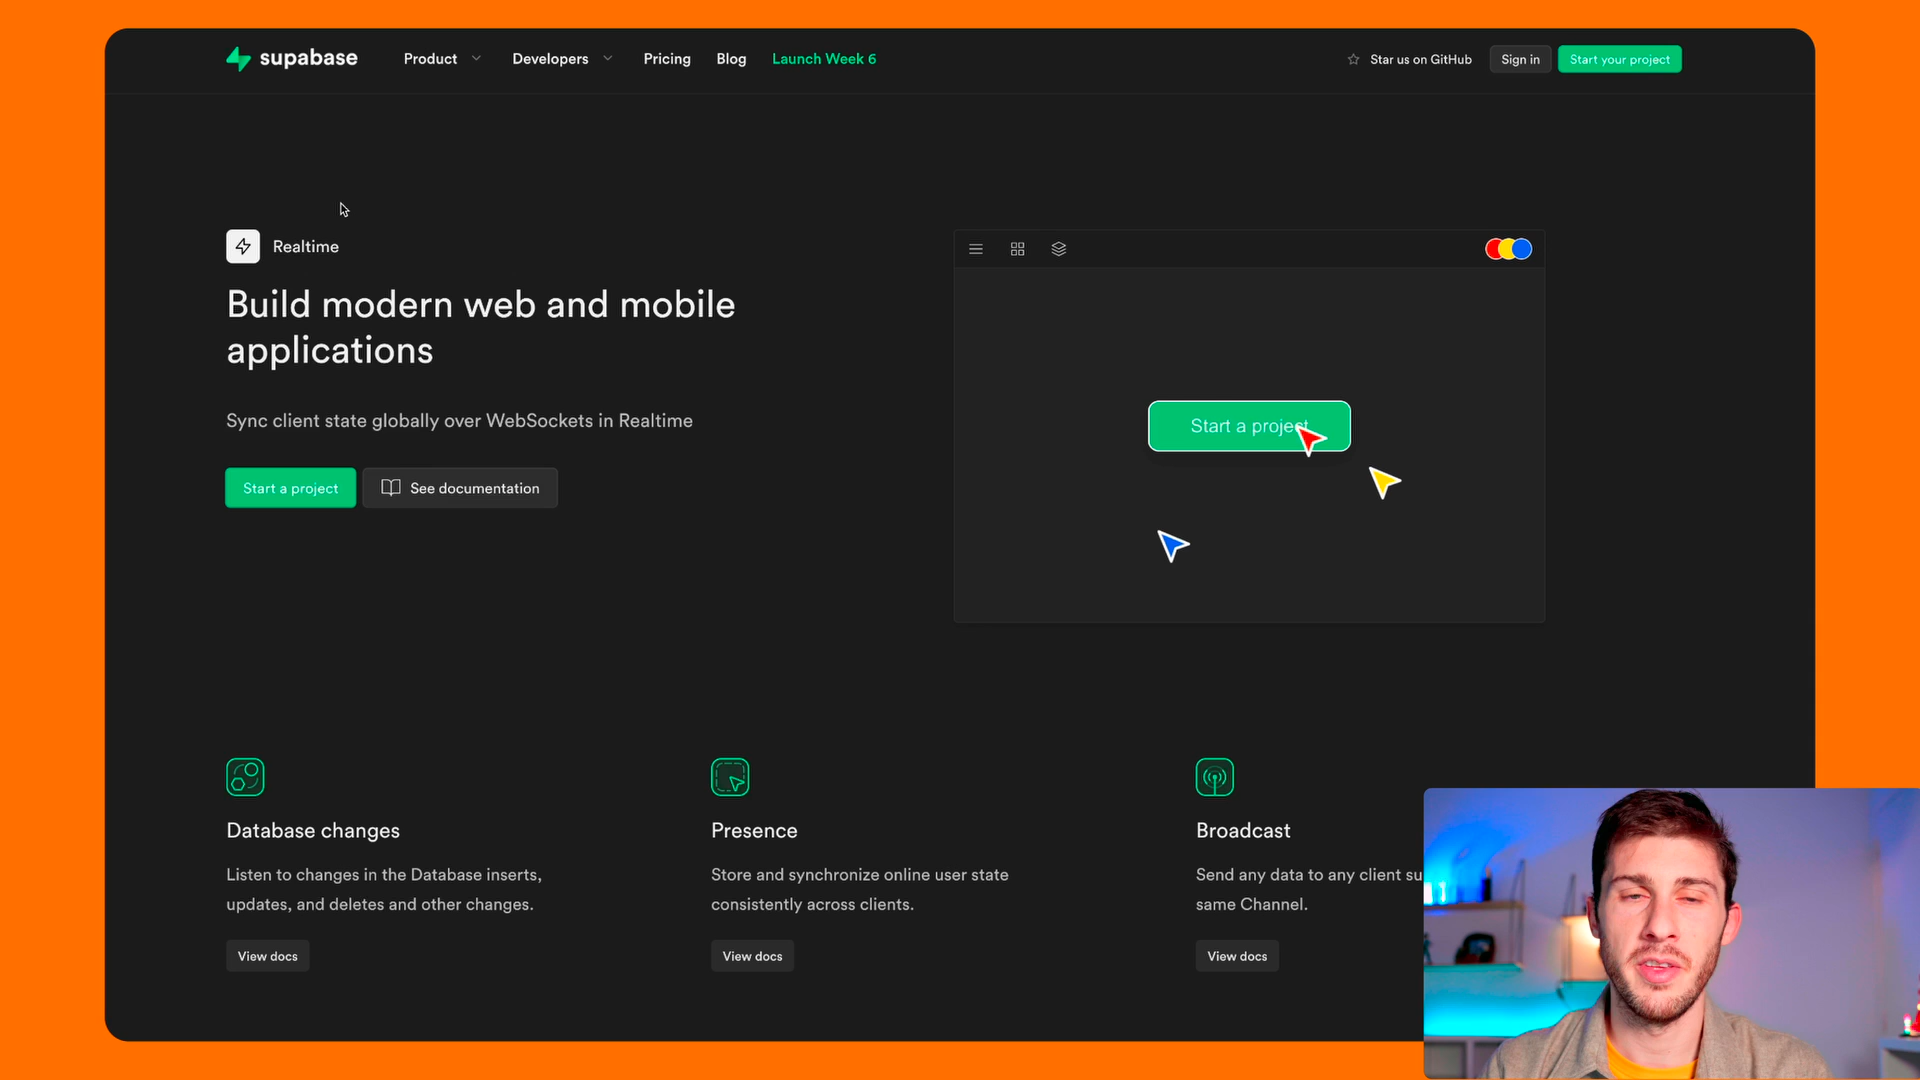 supabase
Product
Developers
Pricing
Blog
Launch Week 6
Star us on GitHub
Sign in
Start your project
Realtime
Build modern web and mobile
applications
Sync client state globally over WebSockets in Realtime
Start a project
See documentation
Start a project
Database changes
Listen to changes in the Database inserts,
updates, and deletes and other changes.
View docs
Presence
Store and synchronize online user state
consistently across clients.
View docs
Broadcast
Send any data to any client su
same Channel.
View docs